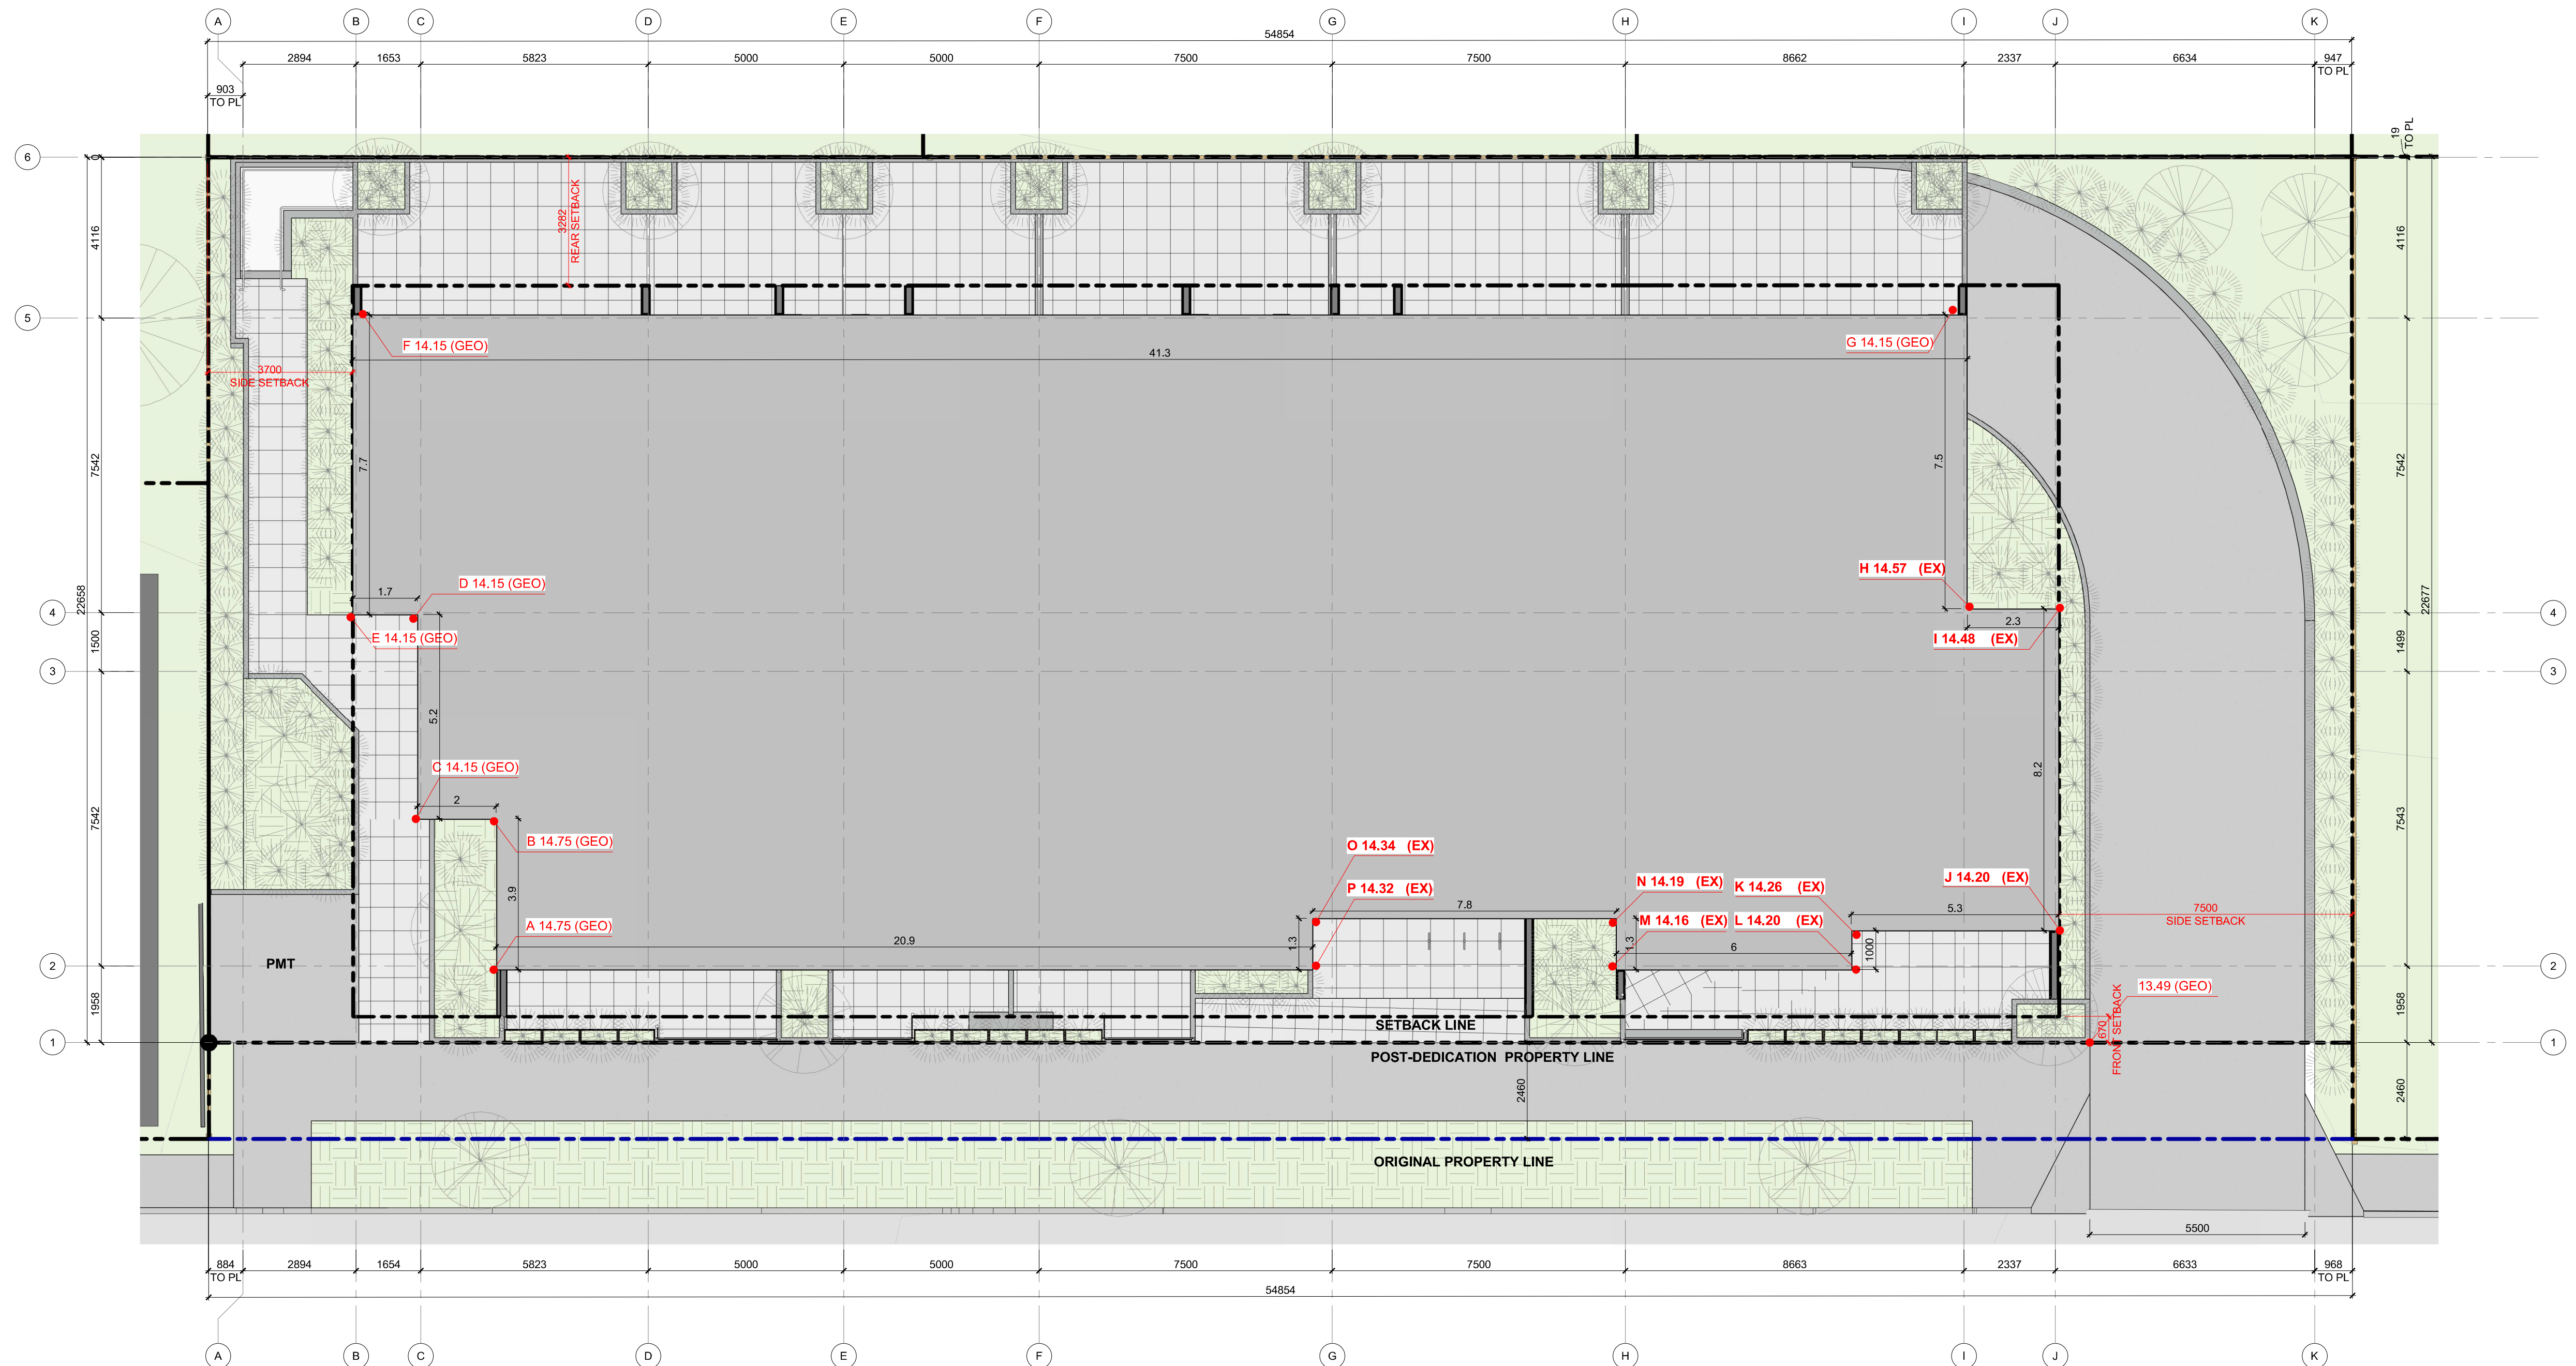 A B C D E F G H I J K
54854
2894 1653 5823 5000 5000 7500 7500 8662 2337 6634 947
TO PL
903
TO PL
19
TO PL
6
0
3282
REAR SETBACK
4116
4116
5
F 14.15 (GEO)
G 14.15 (GEO)
41.3
3700
SIDE SETBACK
7.7
7.5
7542
7542
D 14.15 (GEO)
H 14.57 (EX)
1.7
22658
22677
4
4
2.3
E 14.15 (GEO)
I 14.48 (EX)
1500
1499
3
3
5.2
8.2
C 14.15 (GEO)
2
7542
7543
B 14.75 (GEO)
O 14.34 (EX)
3.9
P 14.32 (EX)
N 14.19 (EX)
K 14.26 (EX)
J 14.20 (EX)
7.8
5.3
7500
SIDE SETBACK
A 14.75 (GEO)
M 14.16 (EX)
L 14.20 (EX)
20.9
1.3
1.3
6
1000
PMT
2
2
13.49 (GEO)
1958
1958
SETBACK LINE
670
FRONT SETBACK
1
1
POST-DEDICATION PROPERTY LINE
2460
2460
ORIGINAL PROPERTY LINE
5500
884 2894 1654 5823 5000 5000 7500 7500 8663 2337 6633 968
TO PL
TO PL
54854
A B C D E F G H I J K